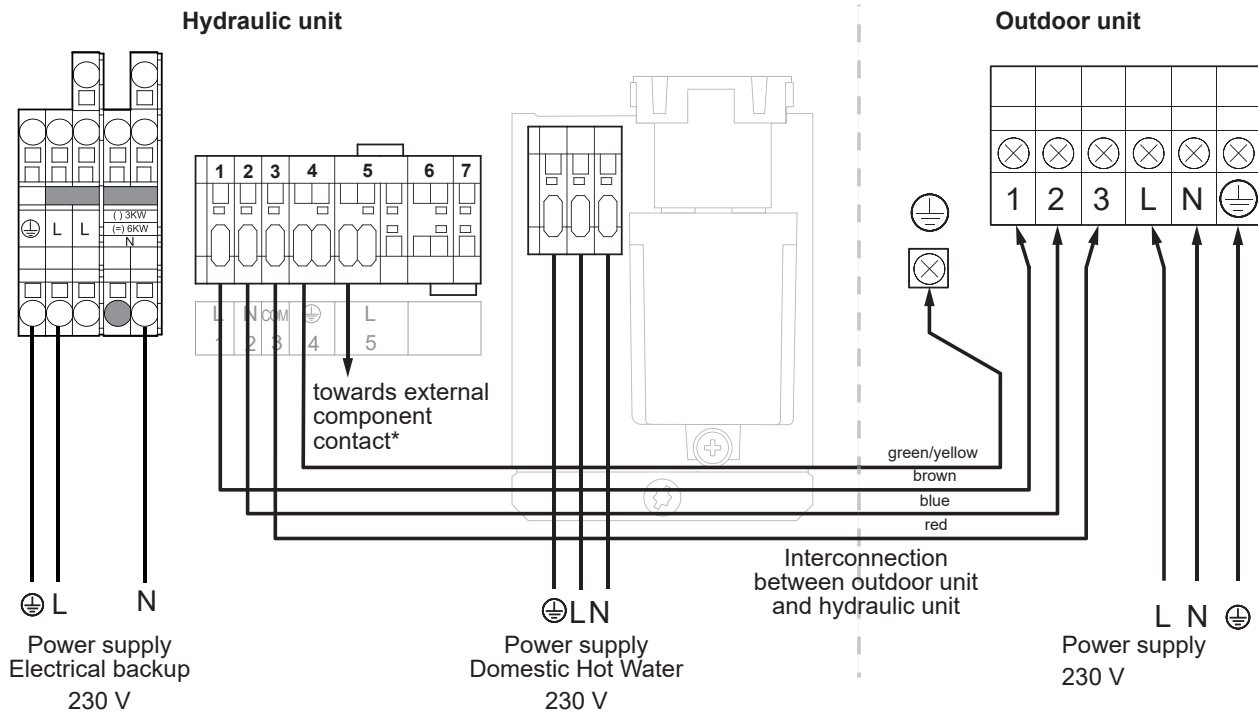 Hydraulic unit
Outdoor unit
L L
( ) 3KW
(=) 6KW
N
1 2 3 4 5 6 7
L N COM L
1 2 3 4 5
1 2 3 L N
towards external
component
contact*
green/yellow
brown
blue
red
Interconnection
between outdoor unit
and hydraulic unit
L N
Power supply
Electrical backup
230 V
L N
Power supply
Domestic Hot Water
230 V
L N
Power supply
230 V